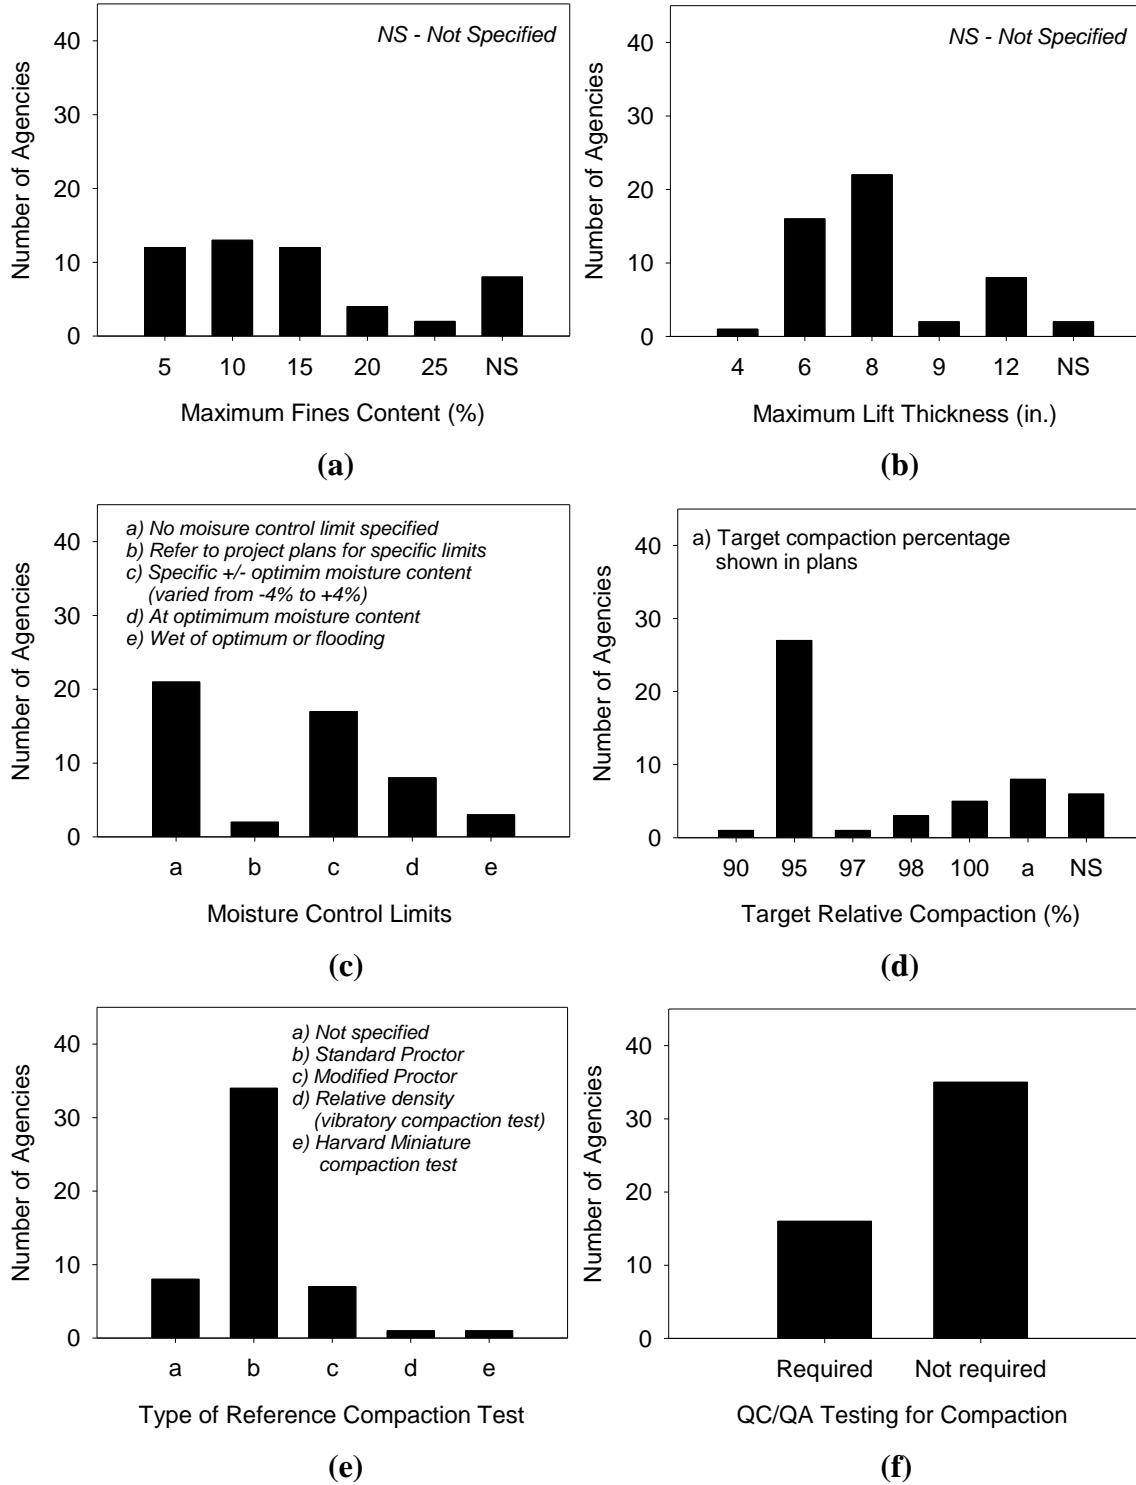 NS - Not Specified
Number of Agencies
40
30
20
10
0
5 10 15 20 25 NS
Maximum Fines Content (%)
(a)
NS - Not Specified
Number of Agencies
40
30
20
10
0
4 6 8 9 12 NS
Maximum Lift Thickness (in.)
(b)
a) No moisure control limit specified
b) Refer to project plans for specific limits
c) Specific +/- optimim moisture content
(varied from -4% to +4%)
d) At optimimum moisture content
e) Wet of optimum or flooding
Number of Agencies
40
30
20
10
0
a b c d e
Moisture Control Limits
(c)
a) Target compaction percentage
shown in plans
Number of Agencies
40
30
20
10
0
90 95 97 98 100 a NS
Target Relative Compaction (%)
(d)
a) Not specified
b) Standard Proctor
c) Modified Proctor
d) Relative density
(vibratory compaction test)
e) Harvard Miniature
compaction test
Number of Agencies
40
30
20
10
0
a b c d e
Type of Reference Compaction Test
(e)
Number of Agencies
40
30
20
10
0
Required Not required
QC/QA Testing for Compaction
(f)